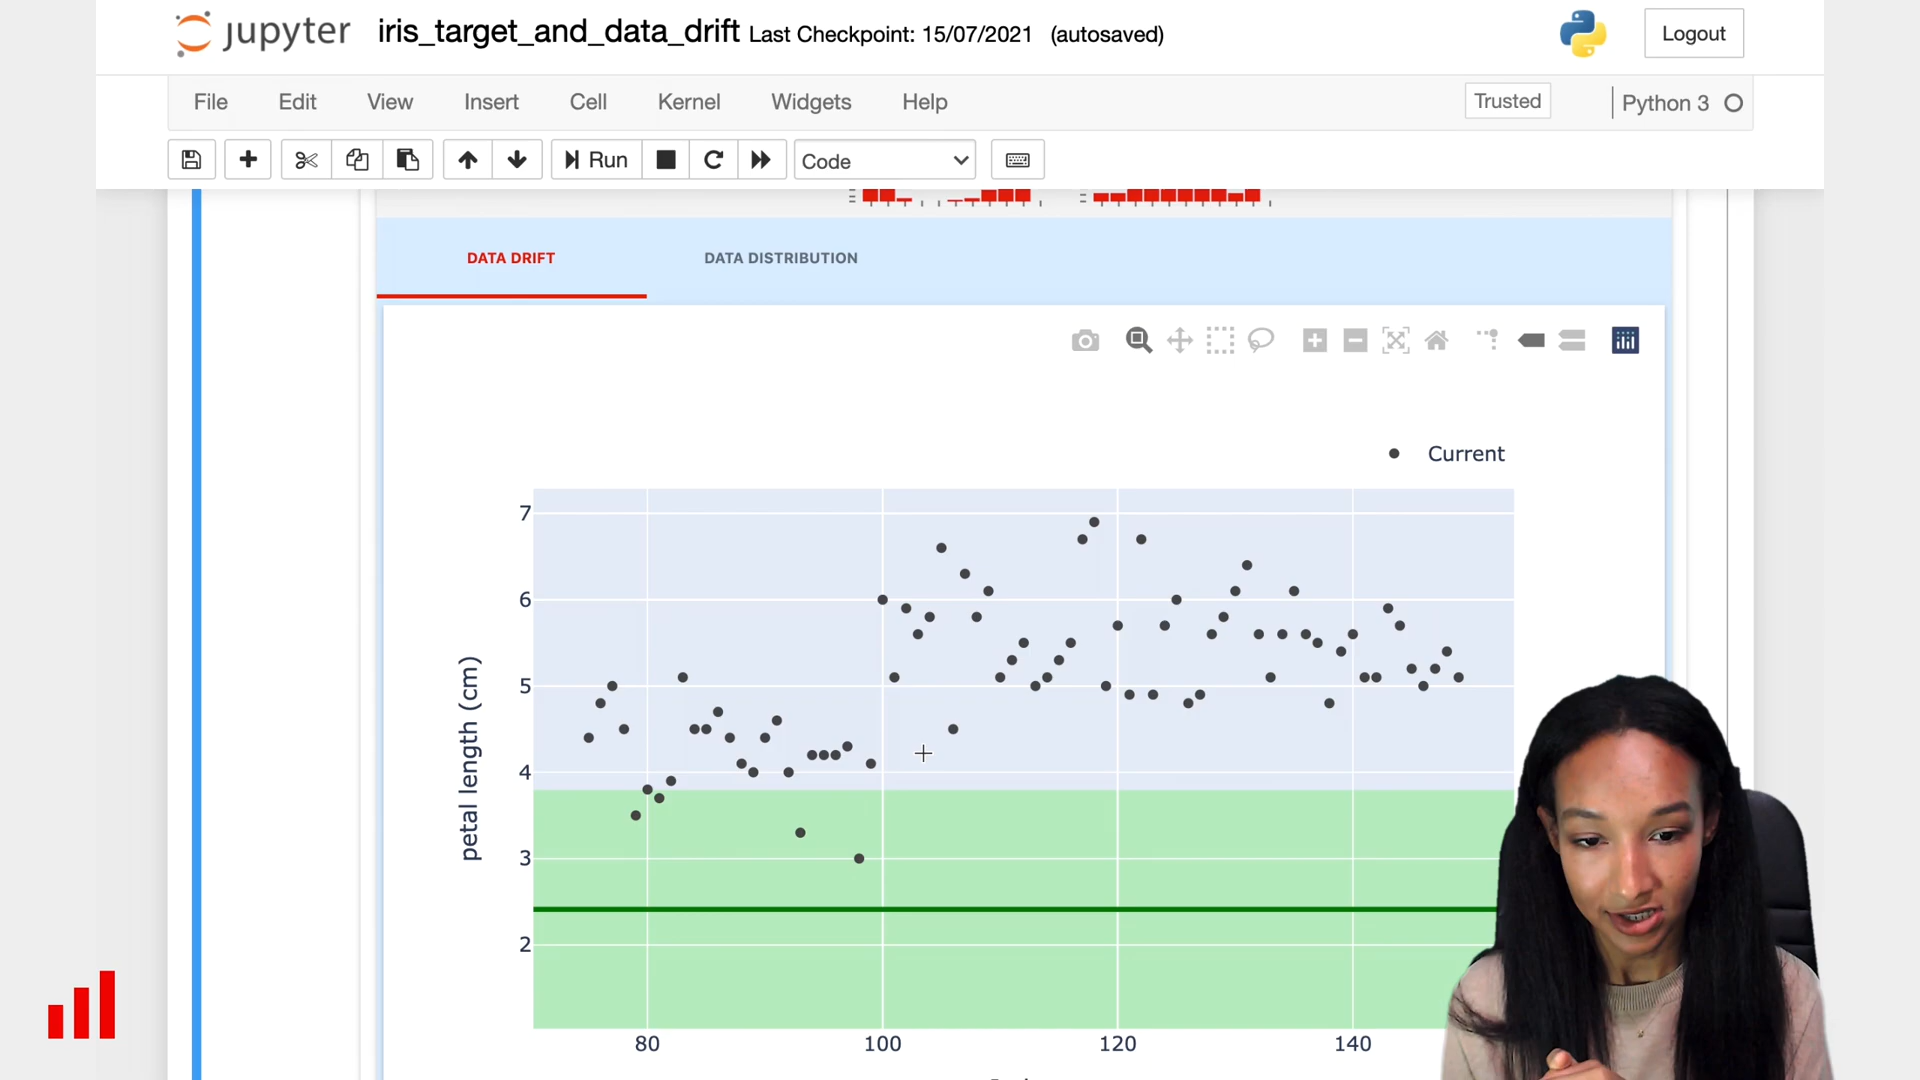 jupyter iris_target_and_data_drift Last Checkpoint: 15/07/2021 (autosaved) Logout
File Edit View Insert Cell Kernel Widgets Help Trusted Python 3
Run Code
DATA DRIFT DATA DISTRIBUTION
Current
7
6
5
4
3
2
petal length (cm)
80 100 120 140